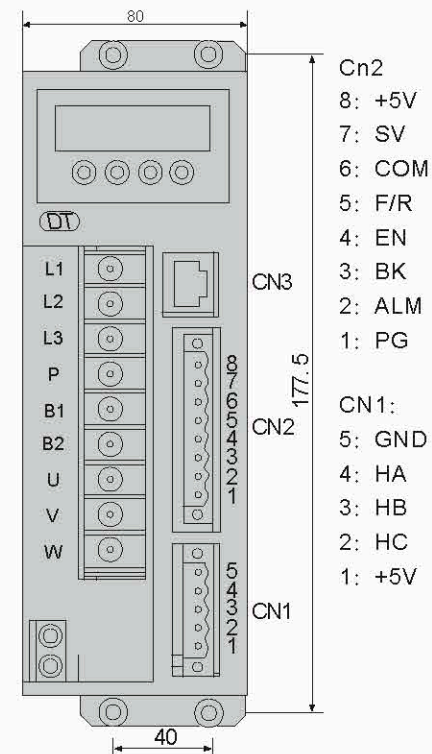 80
DT
L1
L2
L3
P
B1
B2
U
V
W
CN3
8
7
6
5
4
3
2
1
CN2
5
4
3
2
1
CN1
177.5
40
Cn2
8: +5V
7: SV
6: COM
5: F/R
4: EN
3: BK
2: ALM
1: PG
CN1:
5: GND
4: HA
3: HB
2: HC
1: +5V